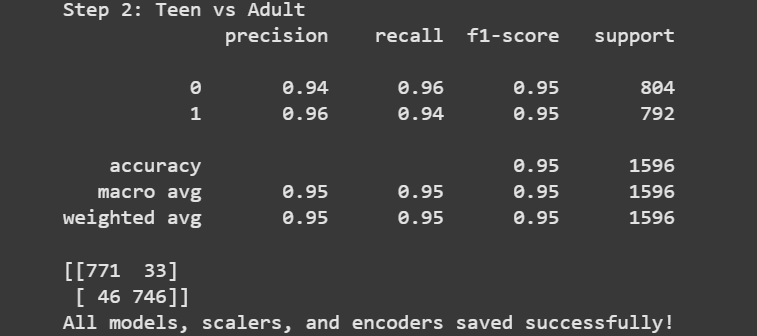 Step 2: Teen vs Adult
precision recall f1-score support
0 0.94 0.96 0.95 804
1 0.96 0.94 0.95 792
accuracy 0.95 1596
macro avg 0.95 0.95 0.95 1596
weighted avg 0.95 0.95 0.95 1596
[[771 33]
[ 46 746]]
All models, scalers, and encoders saved successfully!